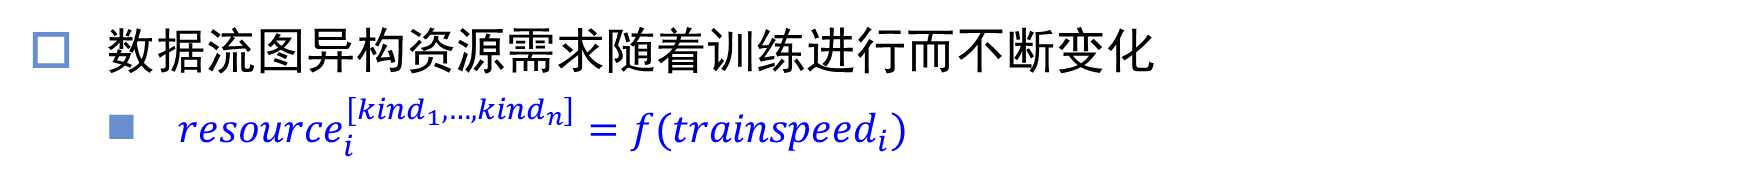 数据流图异构资源需求随着训练进行而不断变化
resource_i^[kind_1,…,kind_n] = f(trainspeed_i)